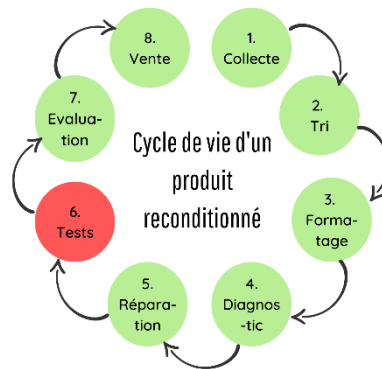 Cycle de vie d'un
produit
reconditionné
1.
Collecte
2.
Tri
3.
Forma-
tage
4.
Diagnos
-tic
5.
Répara-
tion
6.
Tests
7.
Evalua-
tion
8.
Vente